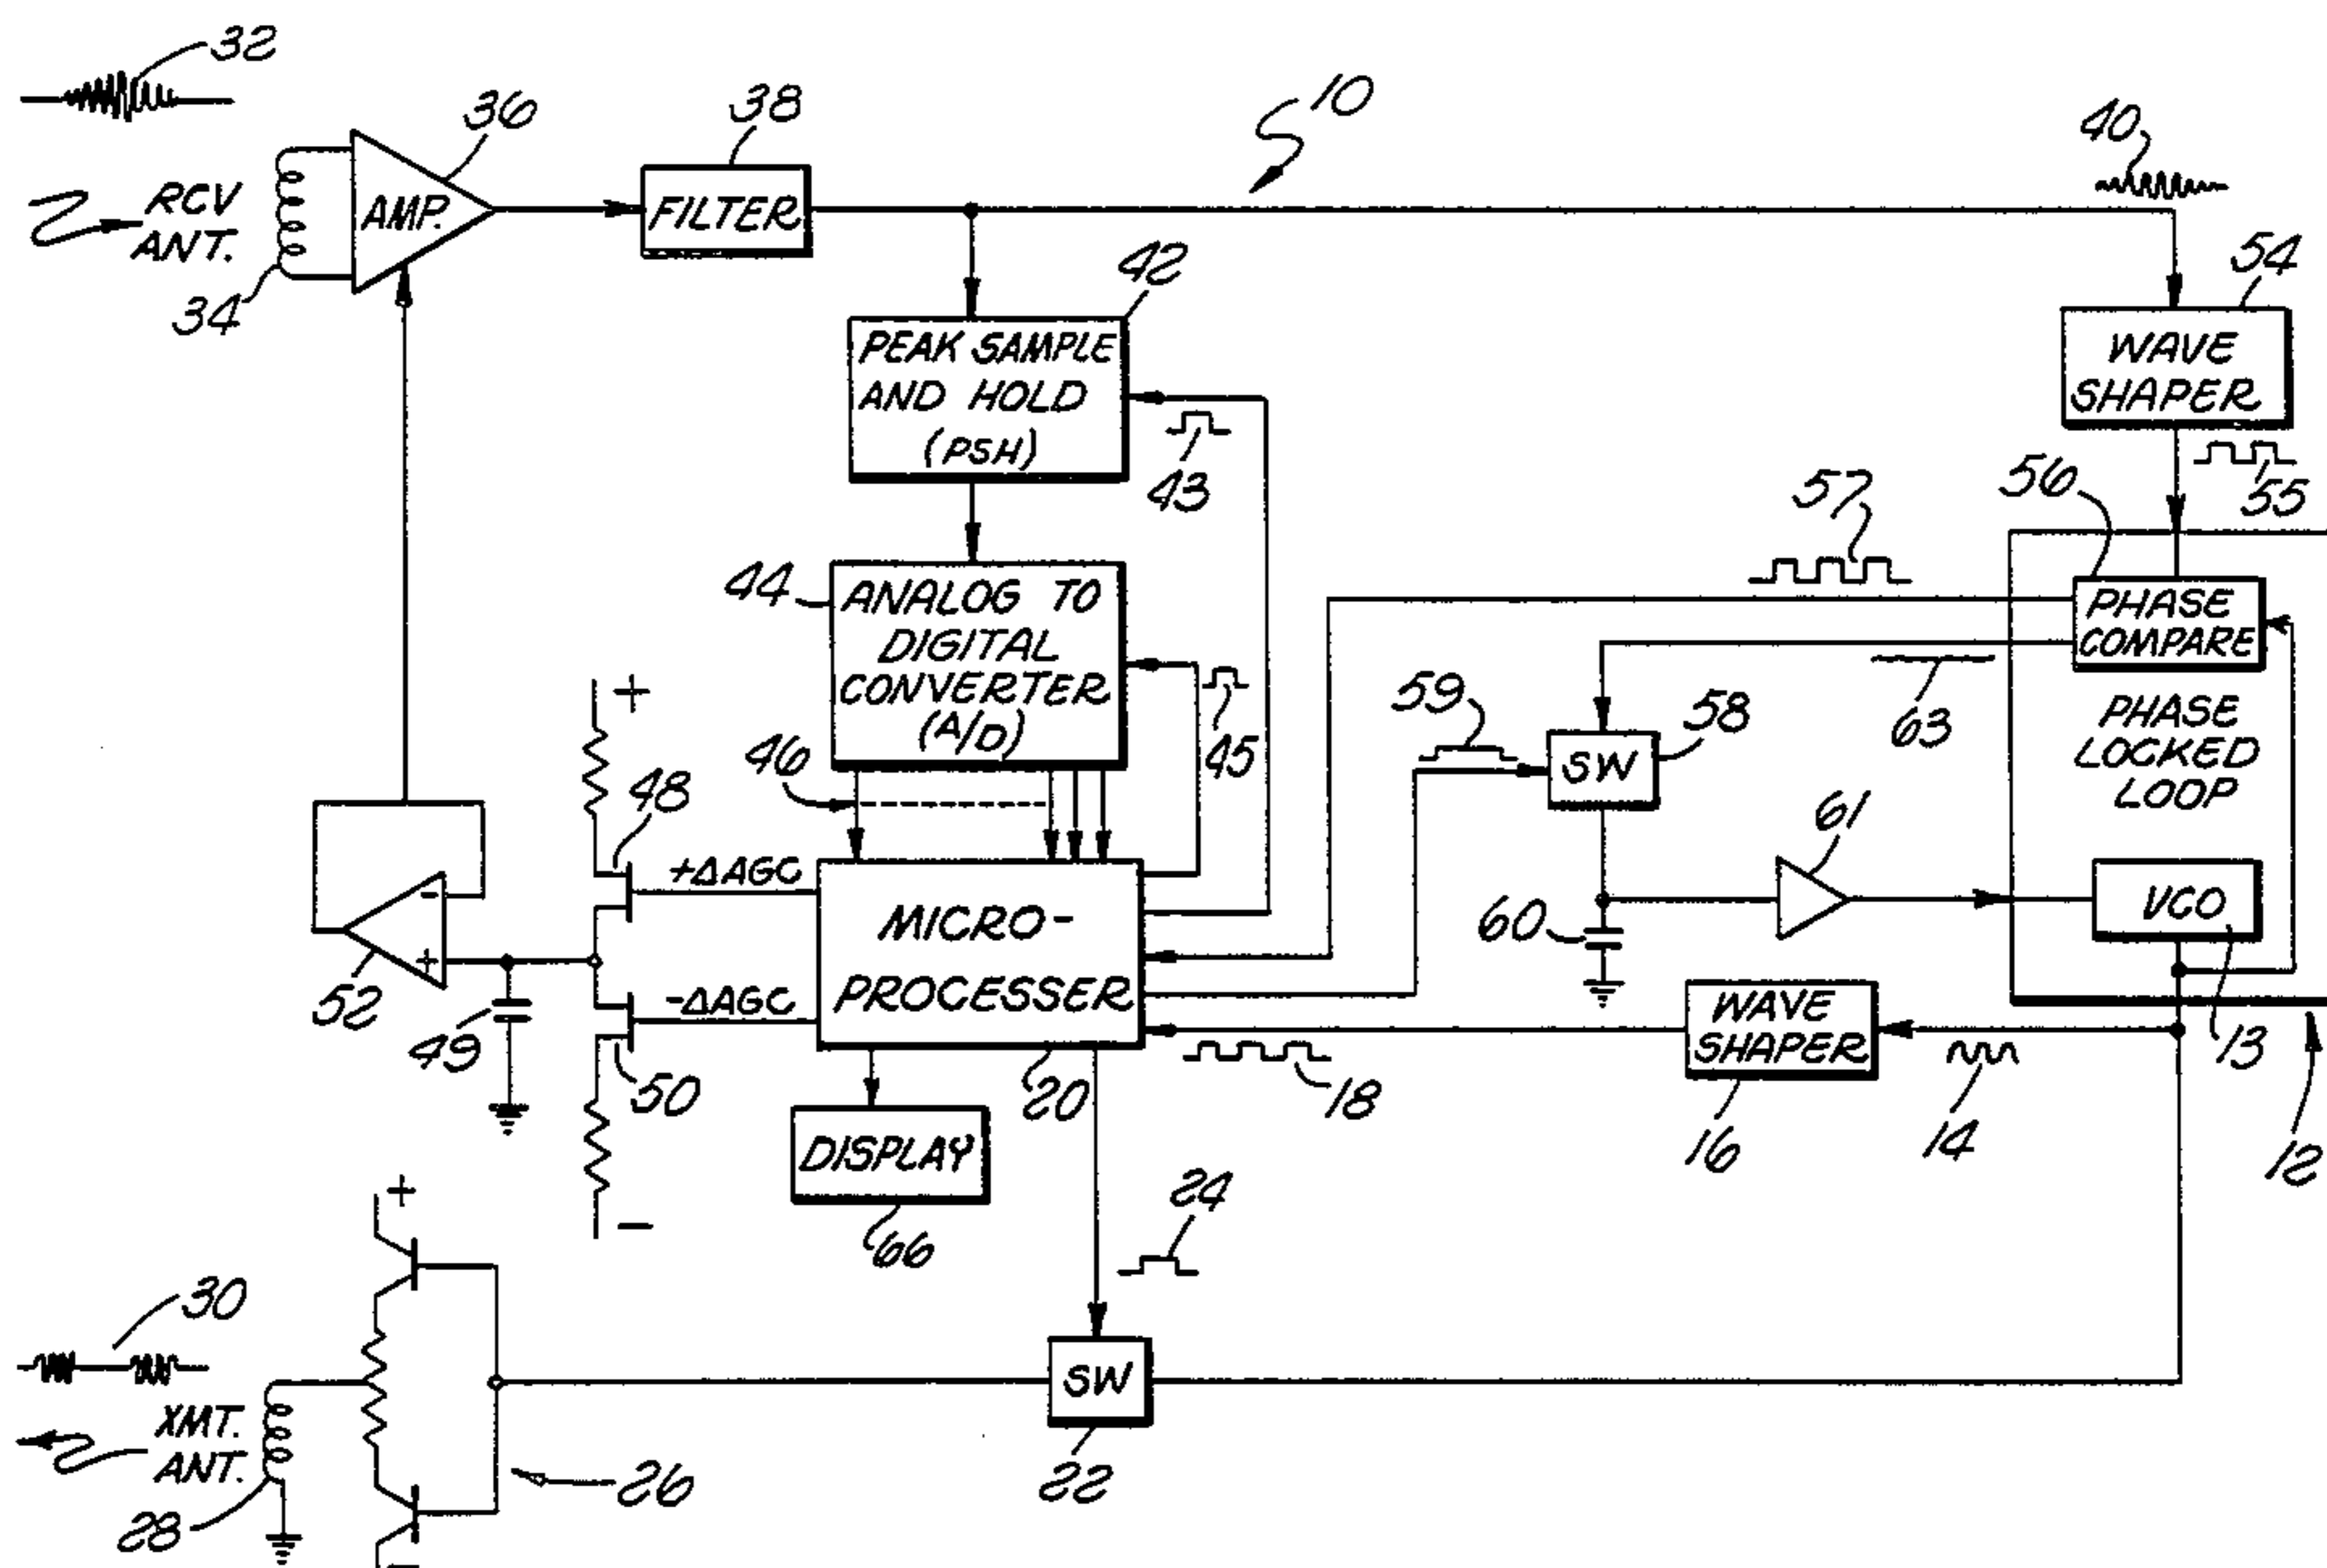 32
36
38
10
40
RCV
ANT.
AMP.
FILTER
34
42
54
PEAK SAMPLE
AND HOLD
(PSH)
43
WAVE
SHAPER
55
57
56
44
ANALOG TO
DIGITAL
CONVERTER
(A/D)
45
PHASE
COMPARE
63
59
SW
58
PHASE
LOCKED
LOOP
+
46
48
61
+ΔAGC
-
+
52
49
-ΔAGC
50
MICRO-
PROCESSER
60
VCO
13
WAVE
SHAPER
20
18
16
14
12
DISPLAY
66
24
-
+
30
XMT.
ANT.
28
26
SW
22
-